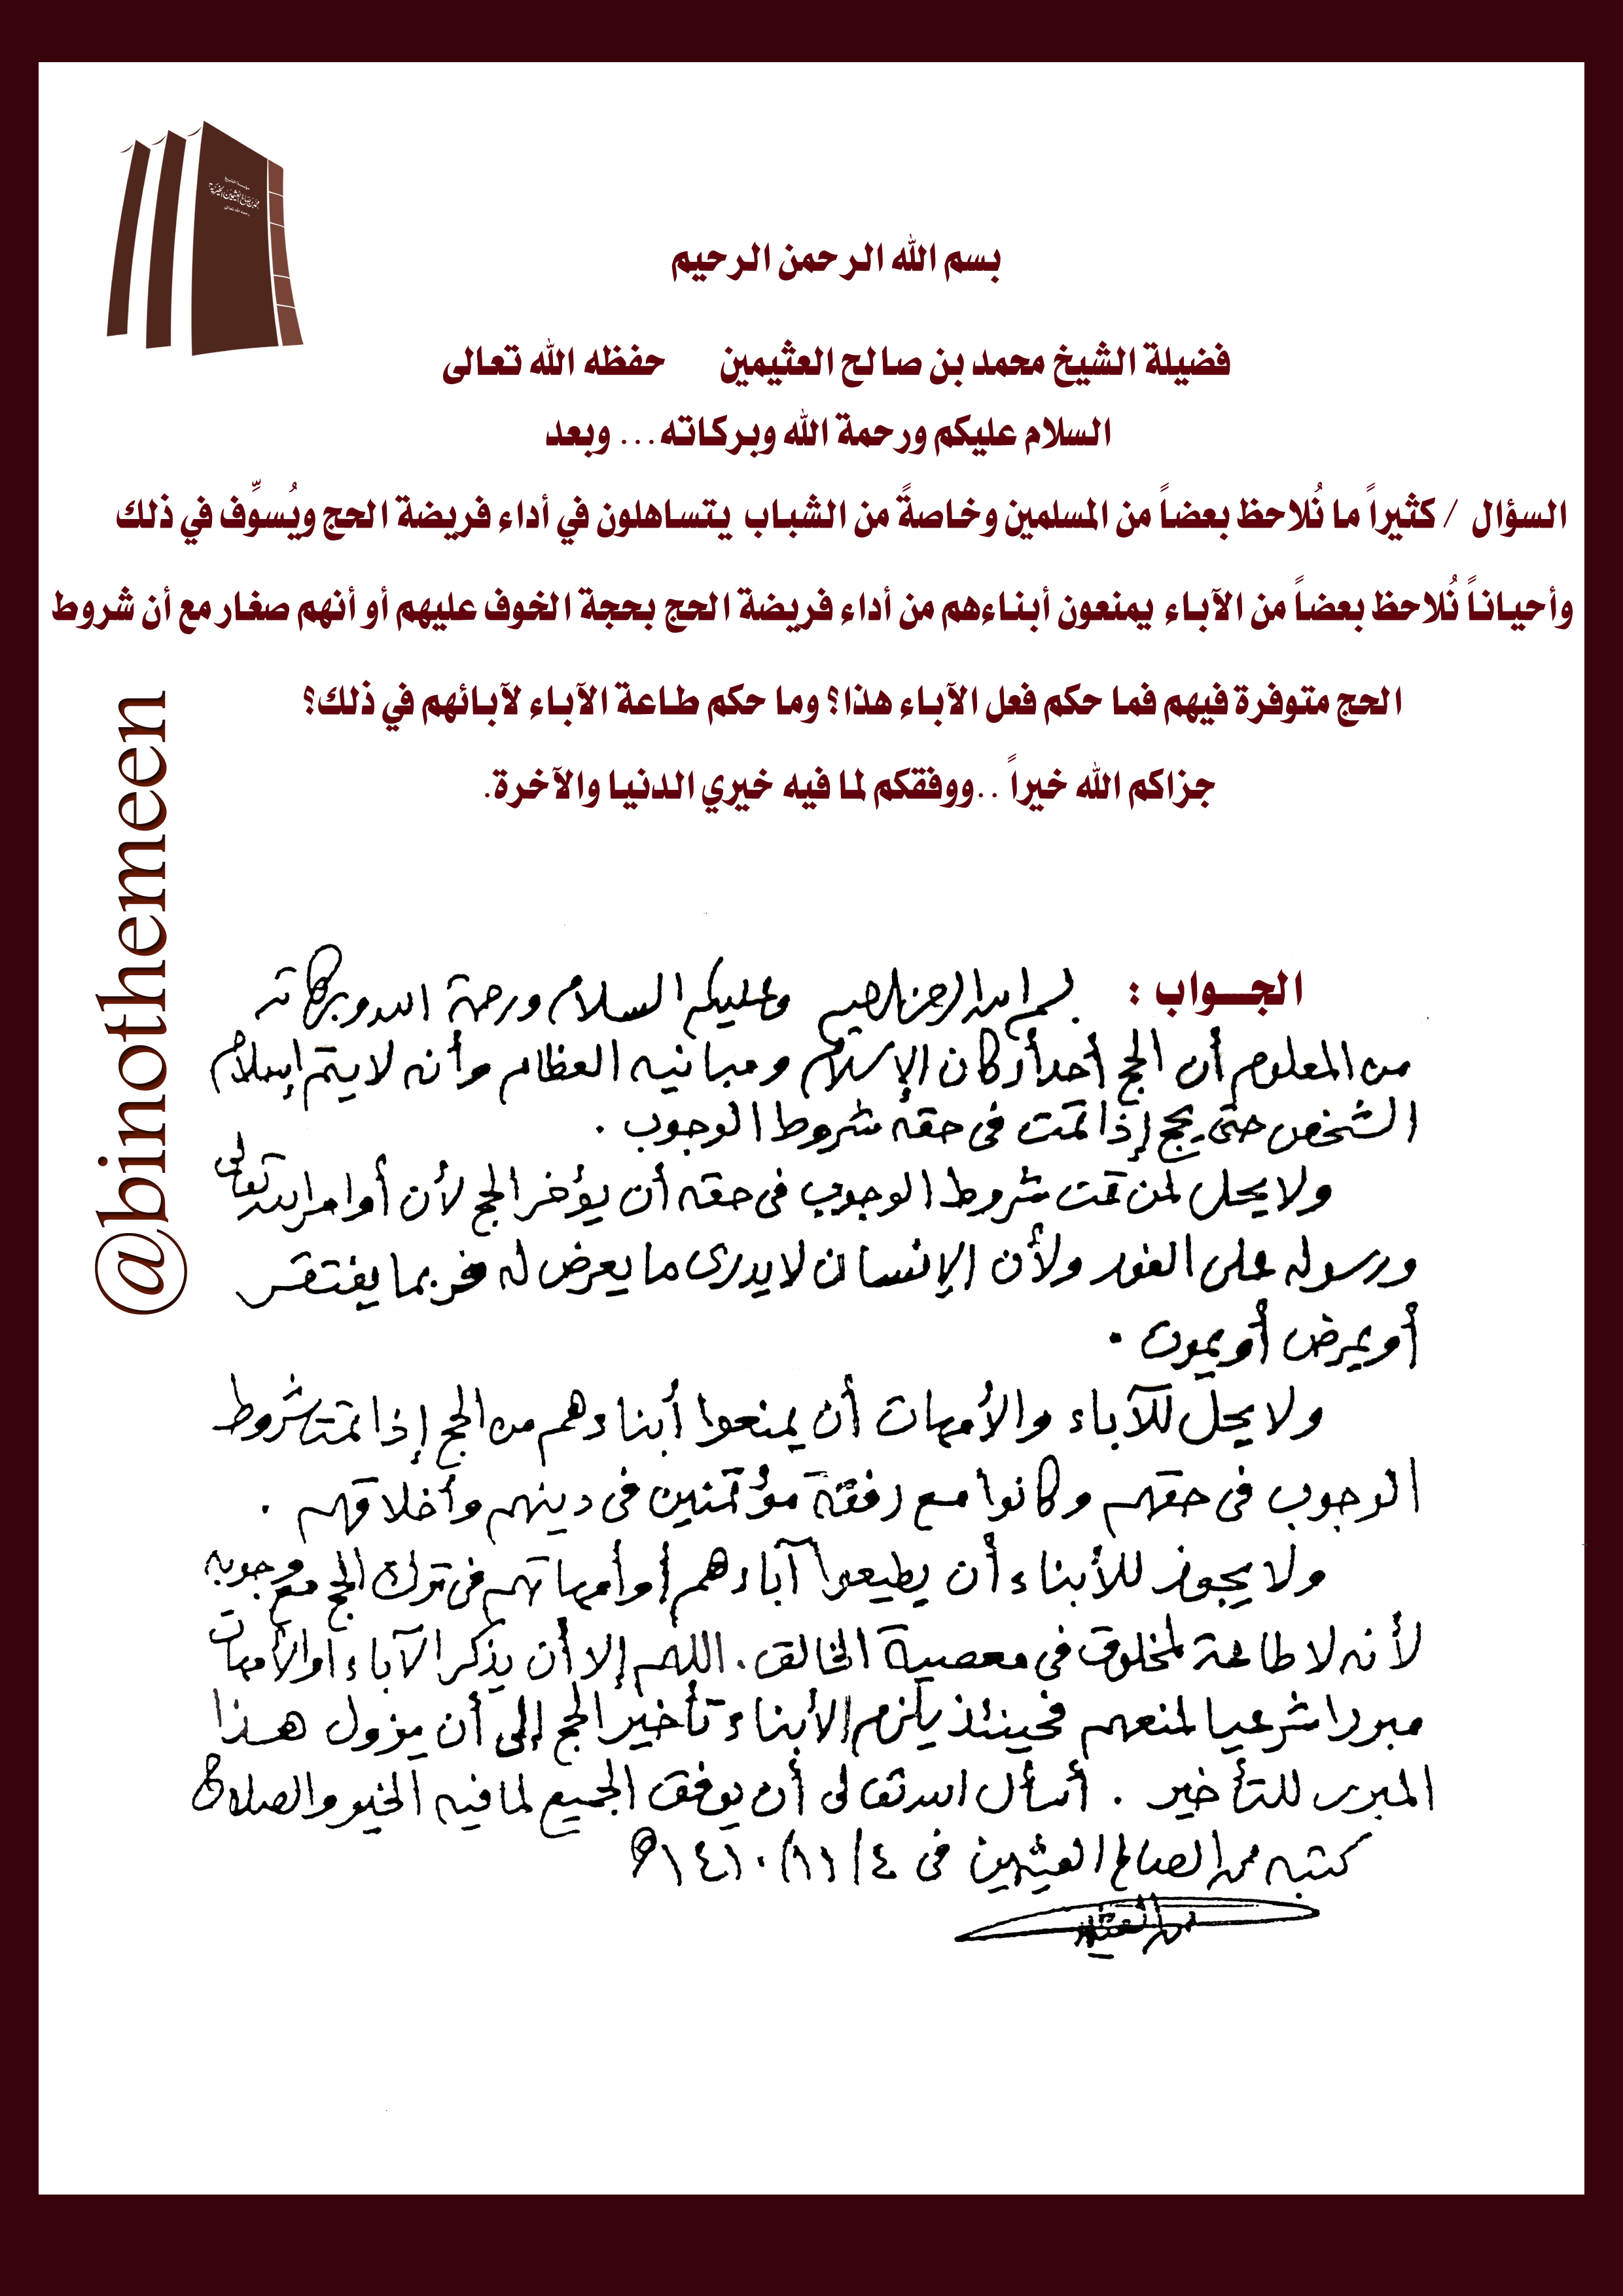 بسم الله الرحمن الرحيم
فضيلة الشيخ محمد بن صالح العثيمين حفظه الله تعالى
السلام عليكم ورحمة الله وبركاته... وبعد
السؤال / كثيراً ما نُلاحظ بعضاً من المسلمين وخاصةً من الشباب يتساهلون في أداء فريضة الحج ويُسوِّف في ذلك
وأحياناً نُلاحظ بعضاً من الآباء يمنعون أبناءهم من أداء فريضة الحج بحجة الخوف عليهم أو أنهم صغار مع أن شروط
الحج متوفرة فيهم فما حكم فعل الآباء هذا؟ وما حكم طاعة الآباء لآبائهم في ذلك؟
جزاكم الله خيراً ..ووفقكم لما فيه خيري الدنيا والآخرة.
@binothemeen
الجـــواب : بسم الله الرحمن الرحيم وعليكم السلام ورحمة الله وبركاته
من المعلوم أن الحج أحد أركان الإسلام ومبانيه العظام وأنه لا يتم إسلام
الشخص حتى يحج إذا تمت في حقه شروط الوجوب .
ولا يحل لمن تمت شروط الوجوب في حقه أن يؤخر الحج لأن أوامر الله تعالى
ورسوله على الفور ولأن الإنسان لا يدرى ما يعرض له فربما يفتقر
أو يمرض أو يموت .
ولا يحل للآباء والأمهات أن يمنعوا أبناءهم من الحج إذا تمت شروط
الوجوب في حقهم وكانوا مع رفقة مؤتمنين في دينهم وأخلاقهم .
ولا يجوز للأبناء أن يطيعوا آباءهم أو أمهاتهم في ترك الحج مع وجوبه
لأنه لا طاعة لمخلوق في معصية الخالق . اللهم إلا أن يذكر الآباء أو الأمهات
مبررا شرعيا لمنعهم فحينئذ يلزم الأبناء تأخير الحج إلى أن يزول هذا
المبرر للتأخير . أسأل الله تعالى أن يوفق الجميع لما فيه الخير والصلاح
كتبه محمد الصالح العثيمين في ٤/١١/١٤١٠هـ